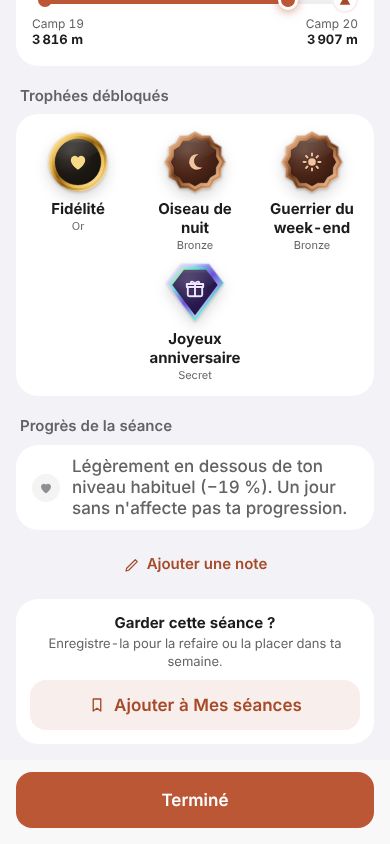 Camp 19
Camp 20
3 816 m
3 907 m
Trophées débloqués
Fidélité
Or
Oiseau de
nuit
Bronze
Guerrier du
week-end
Bronze
Joyeux
anniversaire
Secret
Progrès de la séance
Légèrement en dessous de ton
niveau habituel (−19 %). Un jour
sans n'affecte pas ta progression.
Ajouter une note
Garder cette séance ?
Enregistre-la pour la refaire ou la placer dans ta
semaine.
Ajouter à Mes séances
Terminé